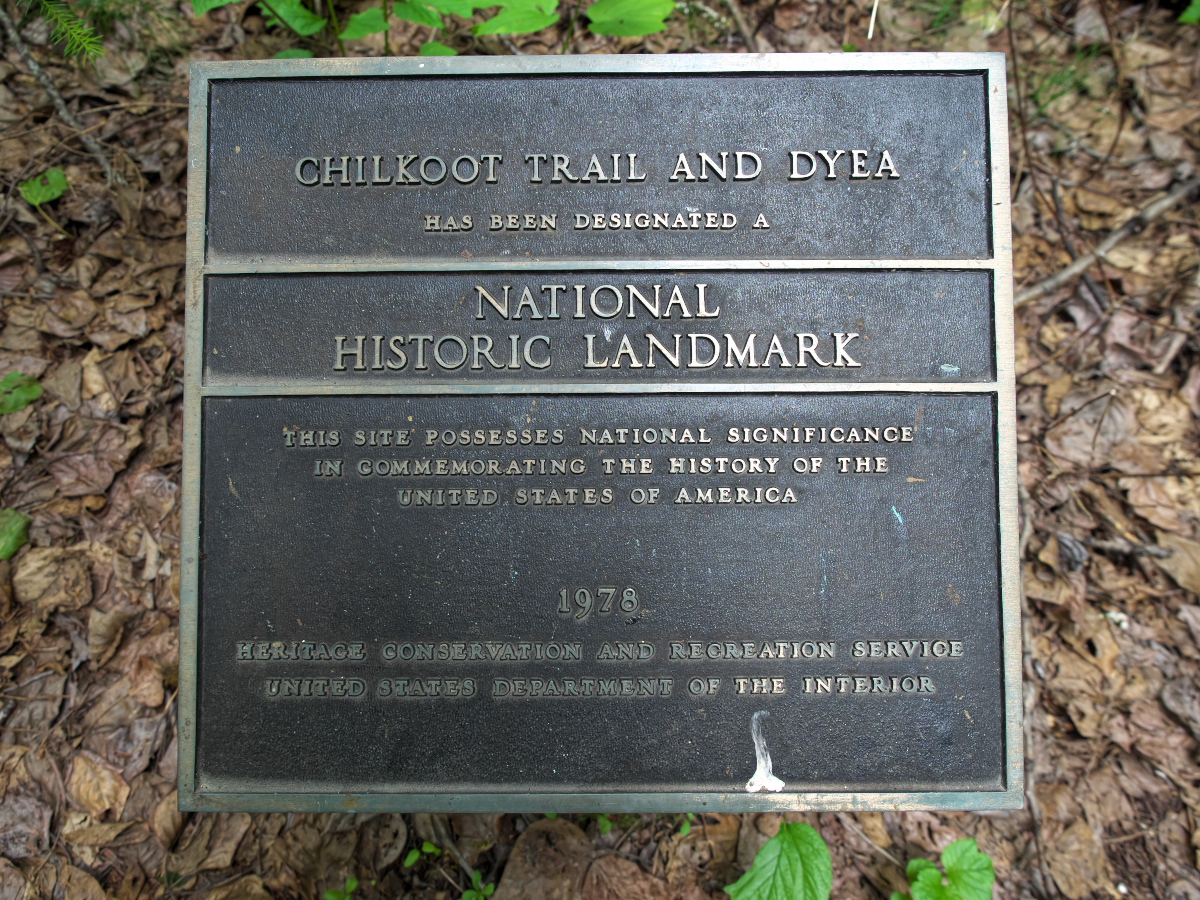 CHILKOOT TRAIL AND DYEA
HAS BEEN DESIGNATED A
NATIONAL
HISTORIC LANDMARK
THIS SITE POSSESSES NATIONAL SIGNIFICANCE
IN COMMEMORATING THE HISTORY OF THE
UNITED STATES OF AMERICA
1978
HERITAGE CONSERVATION AND RECREATION SERVICE
UNITED STATES DEPARTMENT OF THE INTERIOR